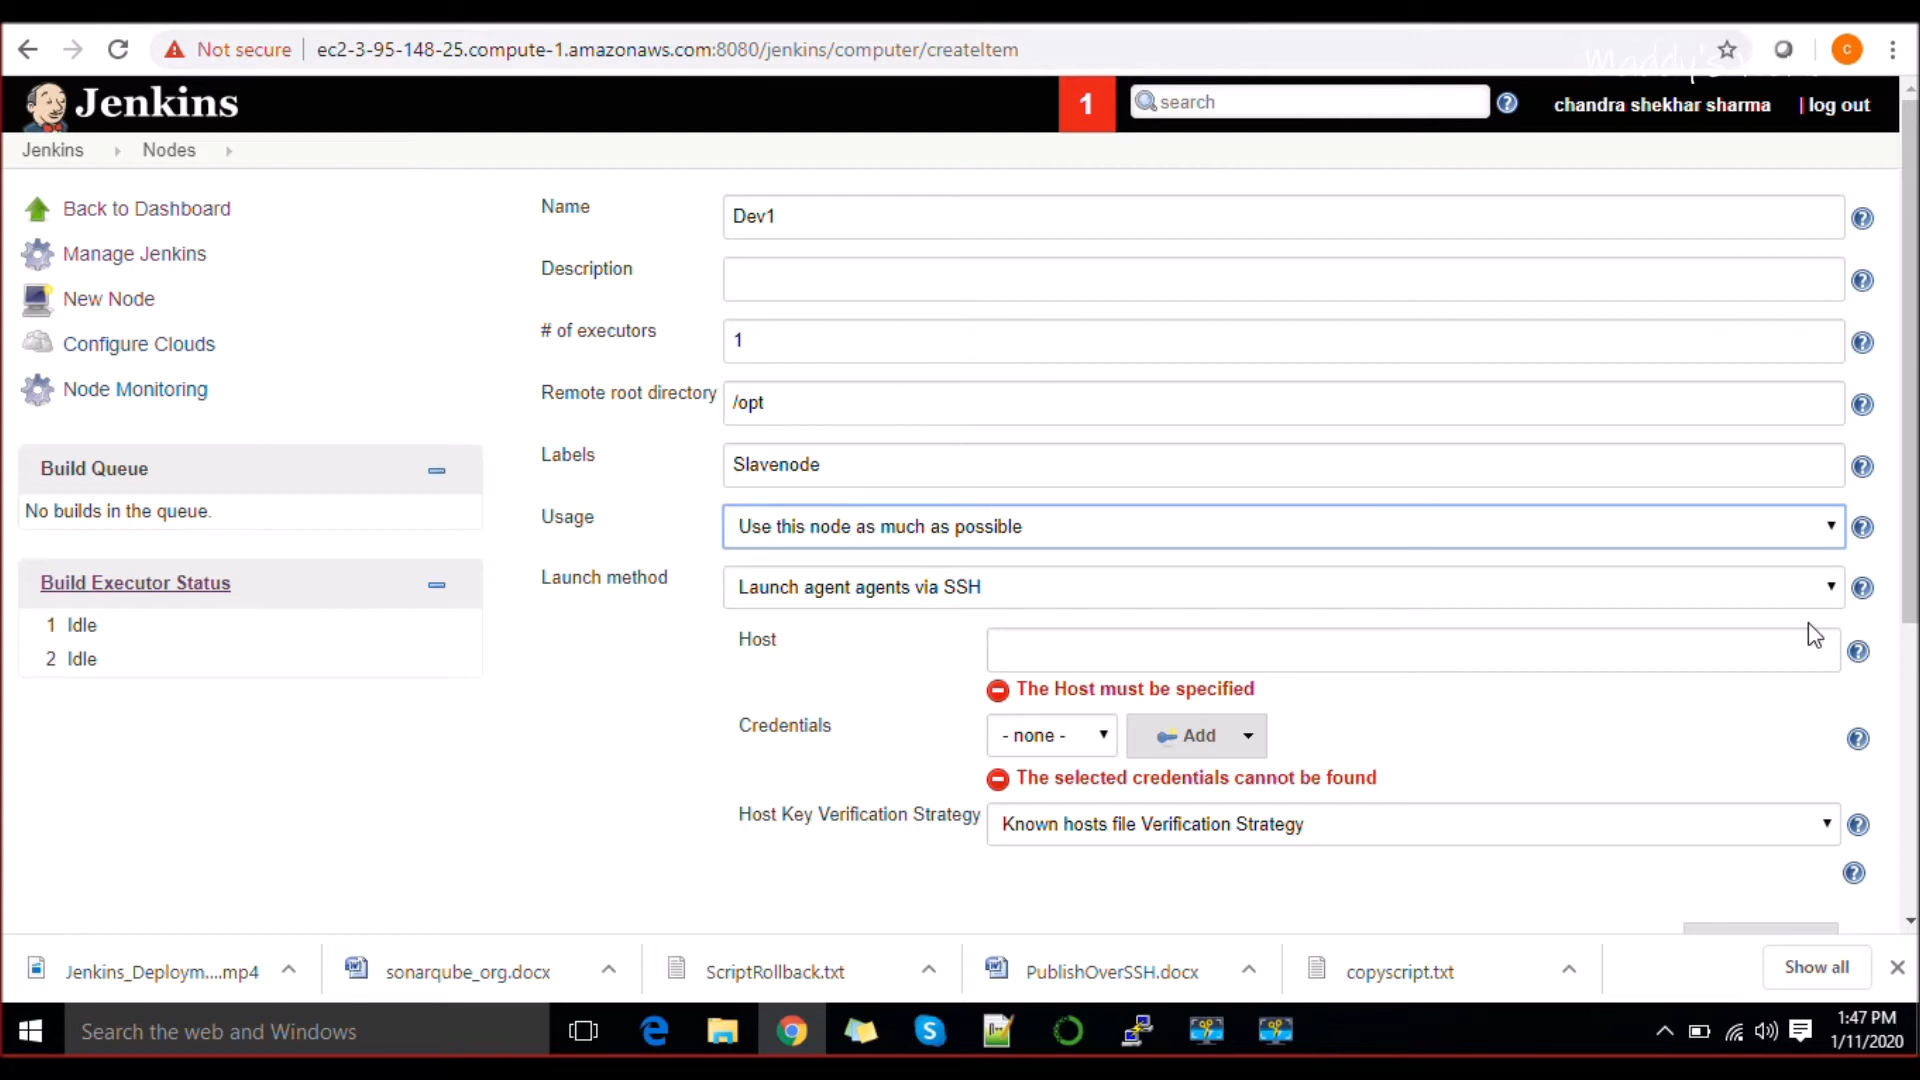 Not secure
ec2-3-95-148-25.compute-1.amazonaws.com:8080/jenkins/computer/createItem
C
Maddy's
Jenkins
1
search
chandra shekhar sharma
| log out
Jenkins
Nodes
Back to Dashboard
Manage Jenkins
New Node
Configure Clouds
Node Monitoring
Build Queue
No builds in the queue.
Build Executor Status
1 Idle
2 Idle
Name
Dev1
Description
# of executors
1
Remote root directory
/opt
Labels
Slavenode
Usage
Use this node as much as possible
Launch method
Launch agent agents via SSH
Host
The Host must be specified
Credentials
- none -
Add
The selected credentials cannot be found
Host Key Verification Strategy
Known hosts file Verification Strategy
Jenkins_Deploym....mp4
sonarqube_org.docx
ScriptRollback.txt
PublishOverSSH.docx
copyscript.txt
Show all
Search the web and Windows
1:47 PM
1/11/2020